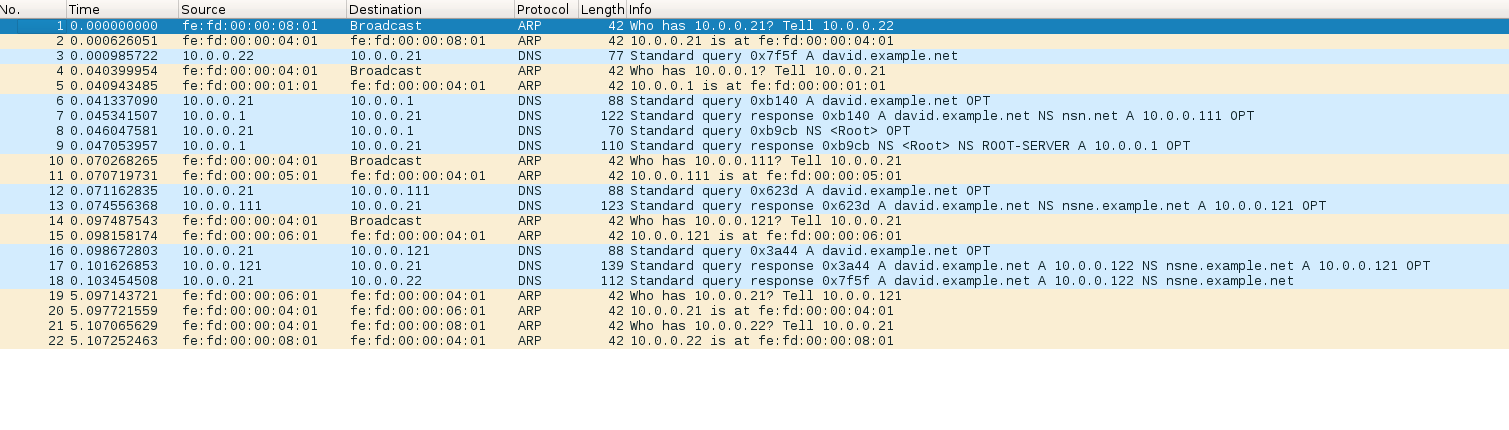 No. Time Source Destination Protocol Length Info
1 0.000000000 fe:fd:00:00:08:01 Broadcast ARP 42 Who has 10.0.0.21? Tell 10.0.0.22
2 0.000626051 fe:fd:00:00:04:01 fe:fd:00:00:08:01 ARP 42 10.0.0.21 is at fe:fd:00:00:04:01
3 0.000985722 10.0.0.22 10.0.0.21 DNS 77 Standard query 0x7f5f A david.example.net
4 0.040399954 fe:fd:00:00:04:01 Broadcast ARP 42 Who has 10.0.0.1? Tell 10.0.0.21
5 0.040943485 fe:fd:00:00:01:01 fe:fd:00:00:04:01 ARP 42 10.0.0.1 is at fe:fd:00:00:01:01
6 0.041337090 10.0.0.21 10.0.0.1 DNS 88 Standard query 0xb140 A david.example.net OPT
7 0.045341507 10.0.0.1 10.0.0.21 DNS 122 Standard query response 0xb140 A david.example.net NS nsn.net A 10.0.0.111 OPT
8 0.046047581 10.0.0.21 10.0.0.1 DNS 70 Standard query 0xb9cb NS <Root> OPT
9 0.047053957 10.0.0.1 10.0.0.21 DNS 110 Standard query response 0xb9cb NS <Root> NS ROOT-SERVER A 10.0.0.1 OPT
10 0.070268265 fe:fd:00:00:04:01 Broadcast ARP 42 Who has 10.0.0.111? Tell 10.0.0.21
11 0.070719731 fe:fd:00:00:05:01 fe:fd:00:00:04:01 ARP 42 10.0.0.111 is at fe:fd:00:00:05:01
12 0.071162835 10.0.0.21 10.0.0.111 DNS 88 Standard query 0x623d A david.example.net OPT
13 0.074556368 10.0.0.111 10.0.0.21 DNS 123 Standard query response 0x623d A david.example.net NS nsne.example.net A 10.0.0.121 OPT
14 0.097487543 fe:fd:00:00:04:01 Broadcast ARP 42 Who has 10.0.0.121? Tell 10.0.0.21
15 0.098158174 fe:fd:00:00:06:01 fe:fd:00:00:04:01 ARP 42 10.0.0.121 is at fe:fd:00:00:06:01
16 0.098672803 10.0.0.21 10.0.0.121 DNS 88 Standard query 0x3a44 A david.example.net OPT
17 0.101626853 10.0.0.121 10.0.0.21 DNS 139 Standard query response 0x3a44 A david.example.net A 10.0.0.122 NS nsne.example.net A 10.0.0.121 OPT
18 0.103454508 10.0.0.21 10.0.0.22 DNS 112 Standard query response 0x7f5f A david.example.net A 10.0.0.122 NS nsne.example.net
19 5.097143721 fe:fd:00:00:06:01 fe:fd:00:00:04:01 ARP 42 Who has 10.0.0.21? Tell 10.0.0.121
20 5.097721559 fe:fd:00:00:04:01 fe:fd:00:00:06:01 ARP 42 10.0.0.21 is at fe:fd:00:00:04:01
21 5.107065629 fe:fd:00:00:04:01 fe:fd:00:00:08:01 ARP 42 Who has 10.0.0.22? Tell 10.0.0.21
22 5.107252463 fe:fd:00:00:08:01 fe:fd:00:00:04:01 ARP 42 10.0.0.22 is at fe:fd:00:00:08:01